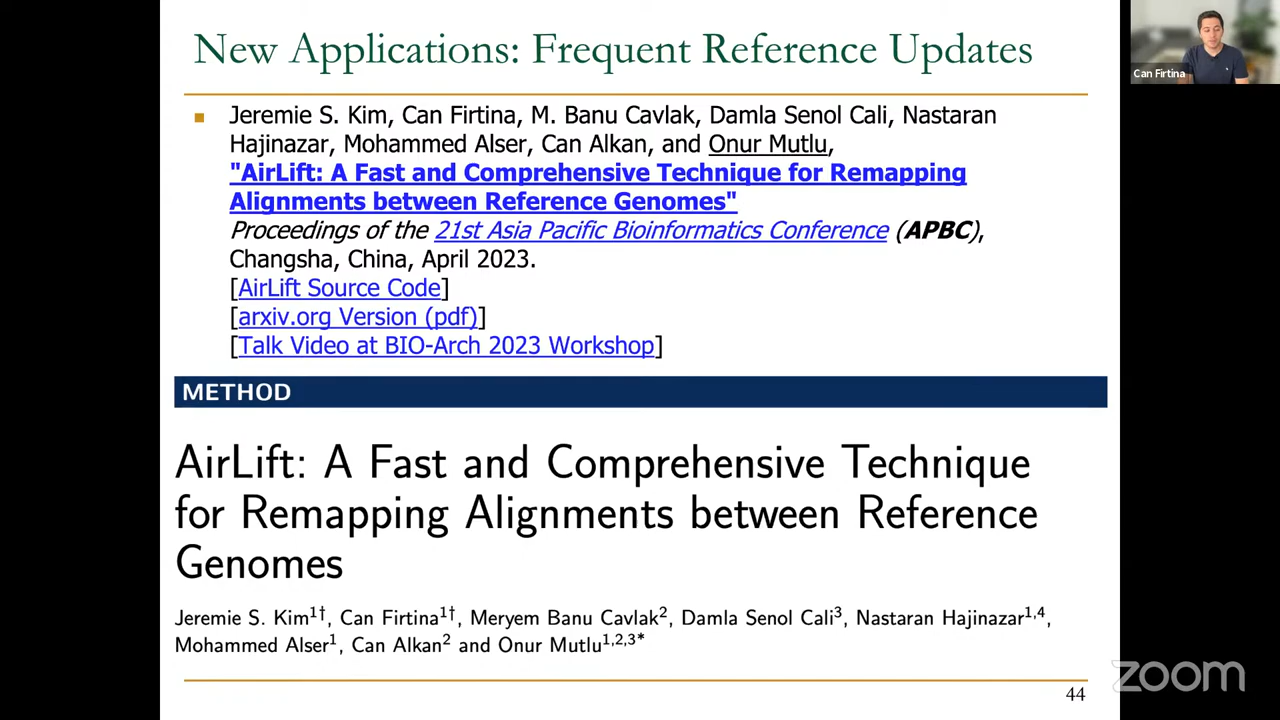 New Applications: Frequent Reference Updates
Can Firtina
Jeremie S. Kim, Can Firtina, M. Banu Cavlak, Damla Senol Cali, Nastaran
Hajinazar, Mohammed Alser, Can Alkan, and Onur Mutlu,
"AirLift: A Fast and Comprehensive Technique for Remapping
Alignments between Reference Genomes"
Proceedings of the 21st Asia Pacific Bioinformatics Conference (APBC),
Changsha, China, April 2023.
[AirLift Source Code]
[arxiv.org Version (pdf)]
[Talk Video at BIO-Arch 2023 Workshop]
METHOD
AirLift: A Fast and Comprehensive Technique
for Remapping Alignments between Reference
Genomes
Jeremie S. Kim1†, Can Firtina1†, Meryem Banu Cavlak2, Damla Senol Cali3, Nastaran Hajinazar1,4,
Mohammed Alser1, Can Alkan2 and Onur Mutlu1,2,3*
44
zoom